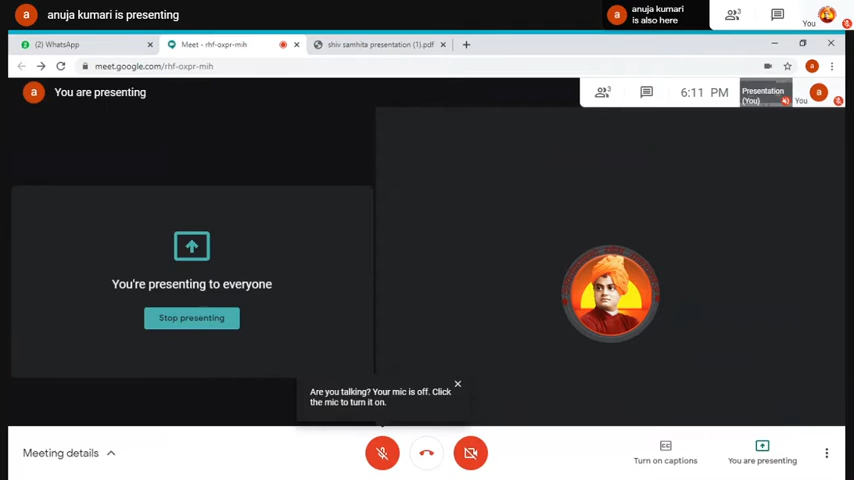 a anuja kumari is presenting
a anuja kumari
is also here
3
You
(2) WhatsApp
Meet - rhf-oxpr-mih
shiv samhita presentation (1).pdf
meet.google.com/rhf-oxpr-mih
a
a You are presenting
3
6:11 PM
Presentation
(You)
You
a
You're presenting to everyone
Stop presenting
Are you talking? Your mic is off. Click
the mic to turn it on.
Meeting details
CC
Turn on captions
You are presenting